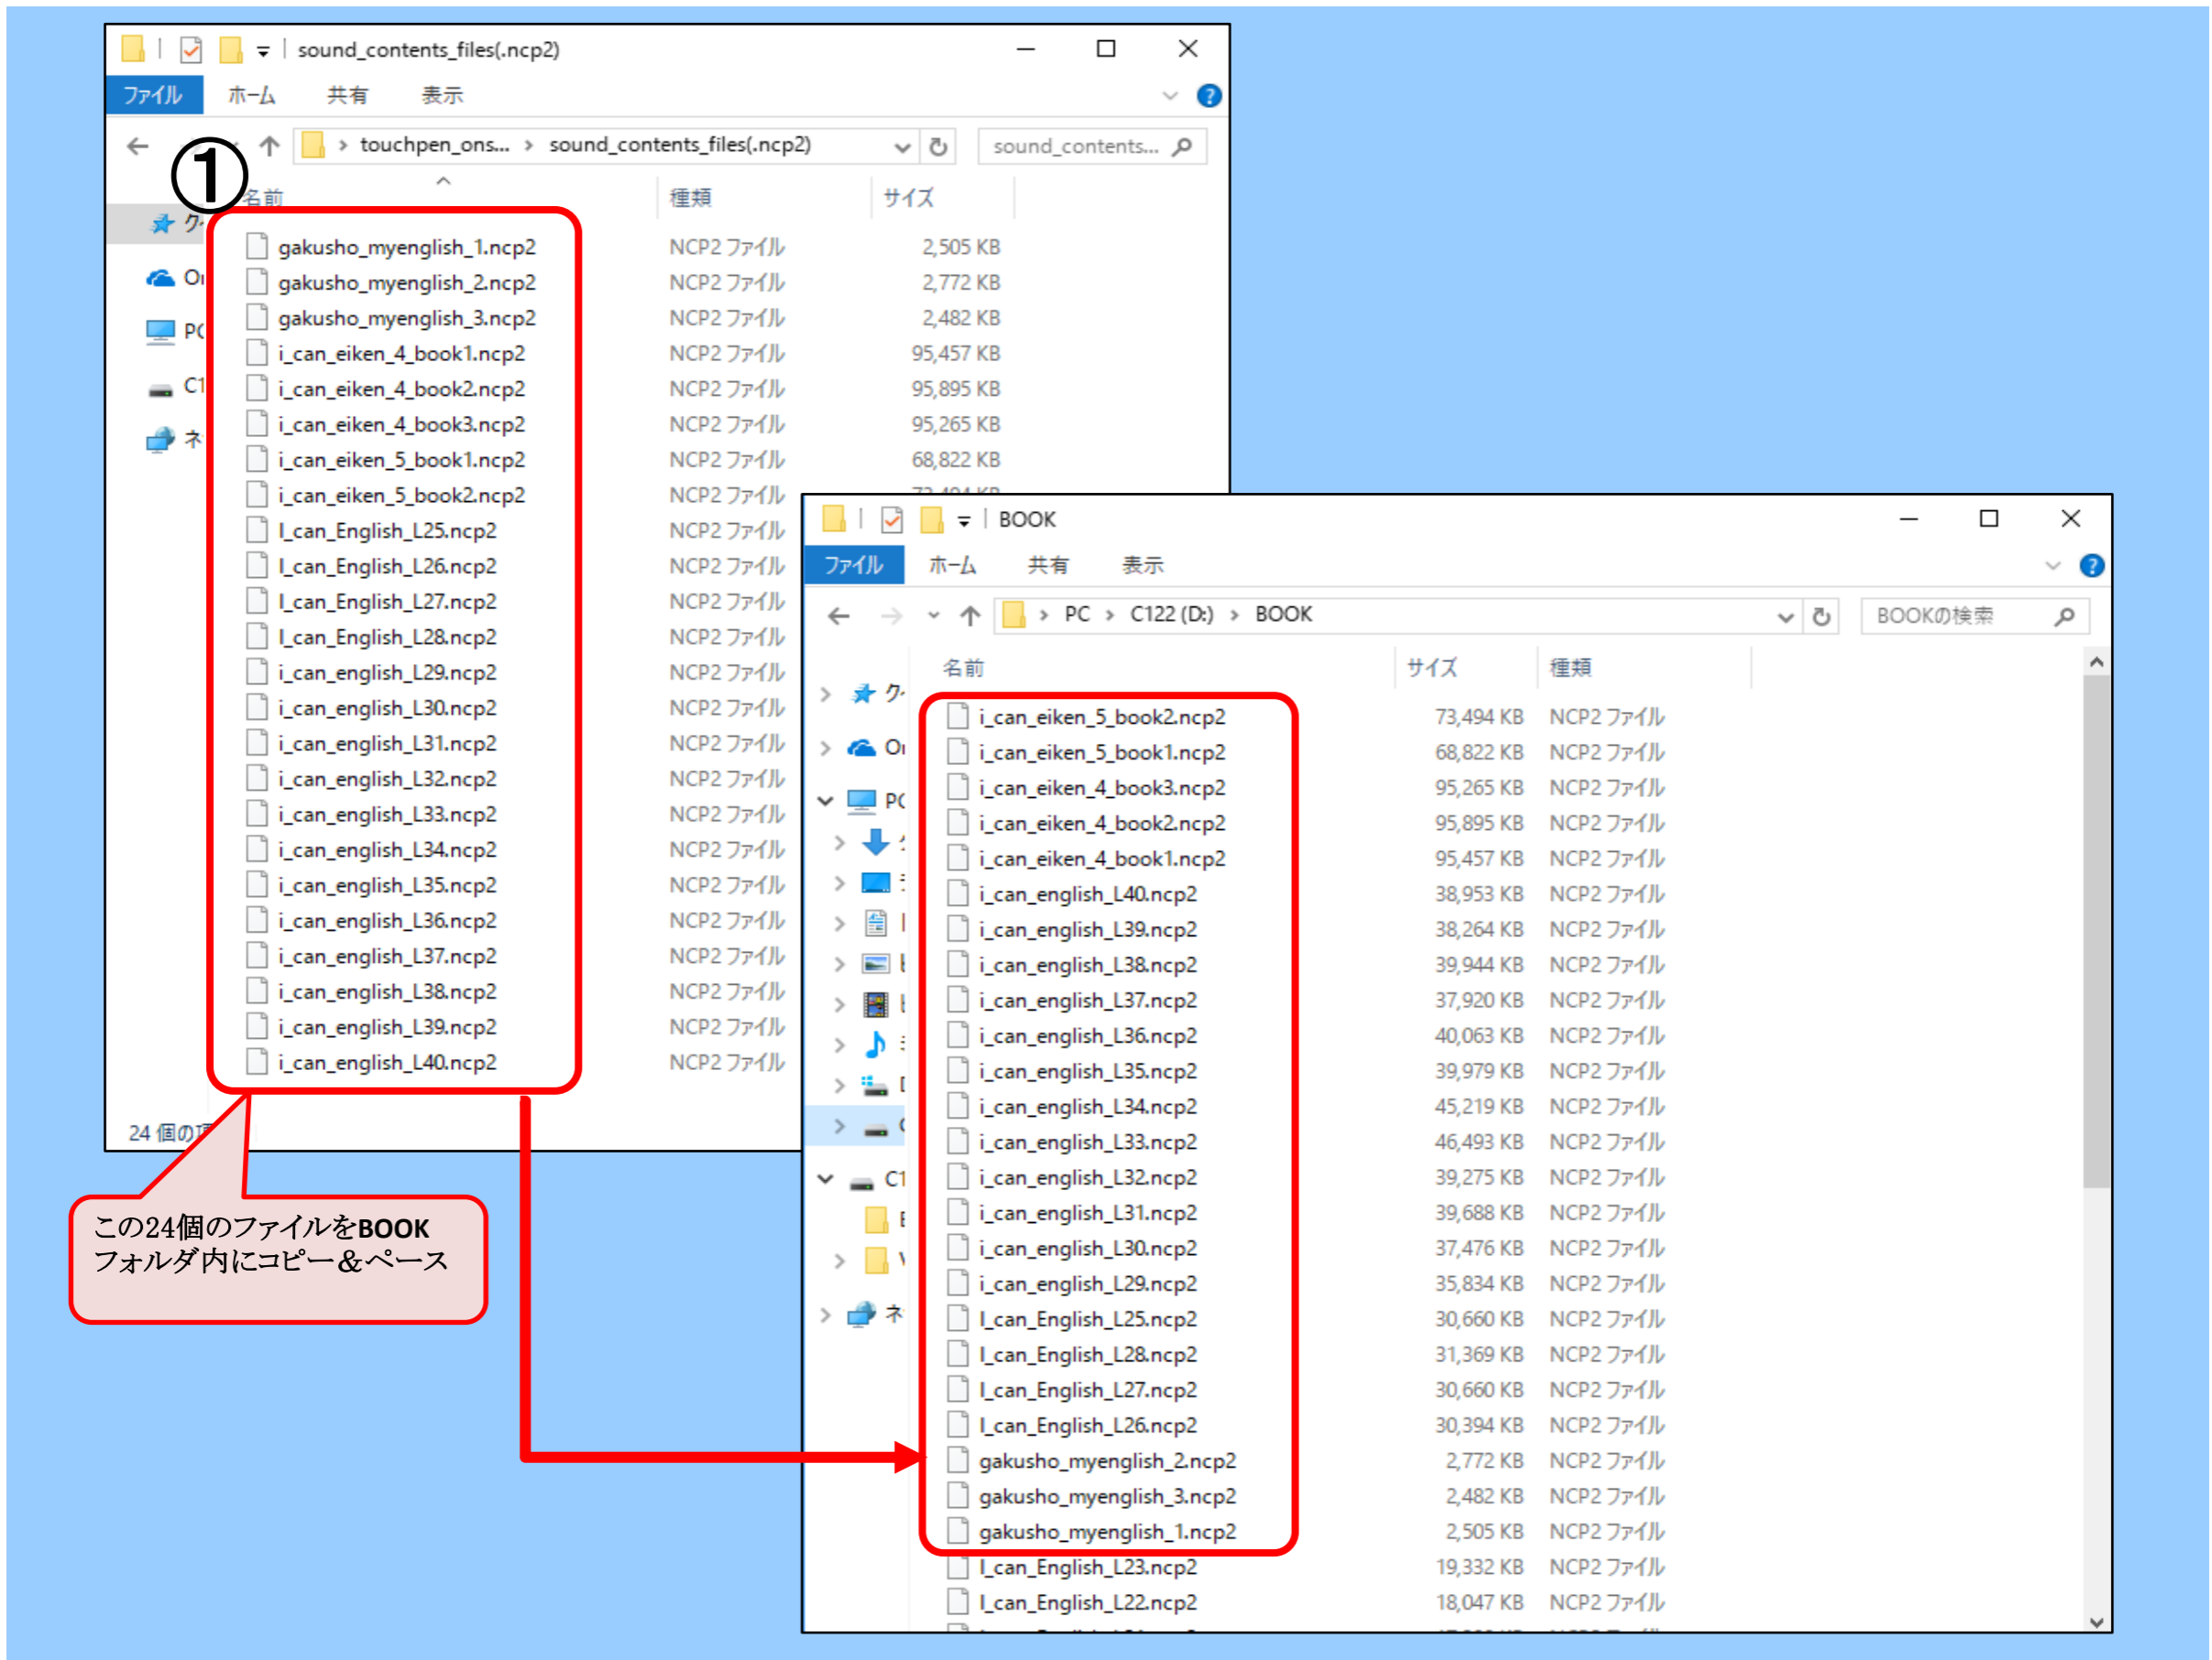 sound_contents_files(.ncp2)
ファイル ホーム 共有 表示
touchpen_ons... > sound_contents_files(.ncp2) sound_contents...
①
名前 種類 サイズ
gakusho_myenglish_1.ncp2 NCP2 ファイル 2,505 KB
gakusho_myenglish_2.ncp2 NCP2 ファイル 2,772 KB
gakusho_myenglish_3.ncp2 NCP2 ファイル 2,482 KB
i_can_eiken_4_book1.ncp2 NCP2 ファイル 95,457 KB
i_can_eiken_4_book2.ncp2 NCP2 ファイル 95,895 KB
i_can_eiken_4_book3.ncp2 NCP2 ファイル 95,265 KB
i_can_eiken_5_book1.ncp2 NCP2 ファイル 68,822 KB
i_can_eiken_5_book2.ncp2 NCP2 ファイル
I_can_English_L25.ncp2 NCP2 ファイル
I_can_English_L26.ncp2 NCP2 ファイル
I_can_English_L27.ncp2 NCP2 ファイル
I_can_English_L28.ncp2 NCP2 ファイル
i_can_english_L29.ncp2 NCP2 ファイル
i_can_english_L30.ncp2 NCP2 ファイル
i_can_english_L31.ncp2 NCP2 ファイル
i_can_english_L32.ncp2 NCP2 ファイル
i_can_english_L33.ncp2 NCP2 ファイル
i_can_english_L34.ncp2 NCP2 ファイル
i_can_english_L35.ncp2 NCP2 ファイル
i_can_english_L36.ncp2 NCP2 ファイル
i_can_english_L37.ncp2 NCP2 ファイル
i_can_english_L38.ncp2 NCP2 ファイル
i_can_english_L39.ncp2 NCP2 ファイル
i_can_english_L40.ncp2 NCP2 ファイル
PC
C1
ネ
24 個の
この24個のファイルをBOOK
フォルダ内にコピー&ペース
BOOK
ファイル ホーム 共有 表示
> PC > C122 (D:) > BOOK BOOKの検索
名前 サイズ 種類
i_can_eiken_5_book2.ncp2 73,494 KB NCP2 ファイル
i_can_eiken_5_book1.ncp2 68,822 KB NCP2 ファイル
i_can_eiken_4_book3.ncp2 95,265 KB NCP2 ファイル
i_can_eiken_4_book2.ncp2 95,895 KB NCP2 ファイル
i_can_eiken_4_book1.ncp2 95,457 KB NCP2 ファイル
i_can_english_L40.ncp2 38,953 KB NCP2 ファイル
i_can_english_L39.ncp2 38,264 KB NCP2 ファイル
i_can_english_L38.ncp2 39,944 KB NCP2 ファイル
i_can_english_L37.ncp2 37,920 KB NCP2 ファイル
i_can_english_L36.ncp2 40,063 KB NCP2 ファイル
i_can_english_L35.ncp2 39,979 KB NCP2 ファイル
i_can_english_L34.ncp2 45,219 KB NCP2 ファイル
i_can_english_L33.ncp2 46,493 KB NCP2 ファイル
i_can_english_L32.ncp2 39,275 KB NCP2 ファイル
i_can_english_L31.ncp2 39,688 KB NCP2 ファイル
i_can_english_L30.ncp2 37,476 KB NCP2 ファイル
i_can_english_L29.ncp2 35,834 KB NCP2 ファイル
I_can_English_L25.ncp2 30,660 KB NCP2 ファイル
I_can_English_L28.ncp2 31,369 KB NCP2 ファイル
I_can_English_L27.ncp2 30,660 KB NCP2 ファイル
I_can_English_L26.ncp2 30,394 KB NCP2 ファイル
gakusho_myenglish_2.ncp2 2,772 KB NCP2 ファイル
gakusho_myenglish_3.ncp2 2,482 KB NCP2 ファイル
gakusho_myenglish_1.ncp2 2,505 KB NCP2 ファイル
I_can_English_L23.ncp2 19,332 KB NCP2 ファイル
I_can_English_L22.ncp2 18,047 KB NCP2 ファイル
PC
C1
ネ